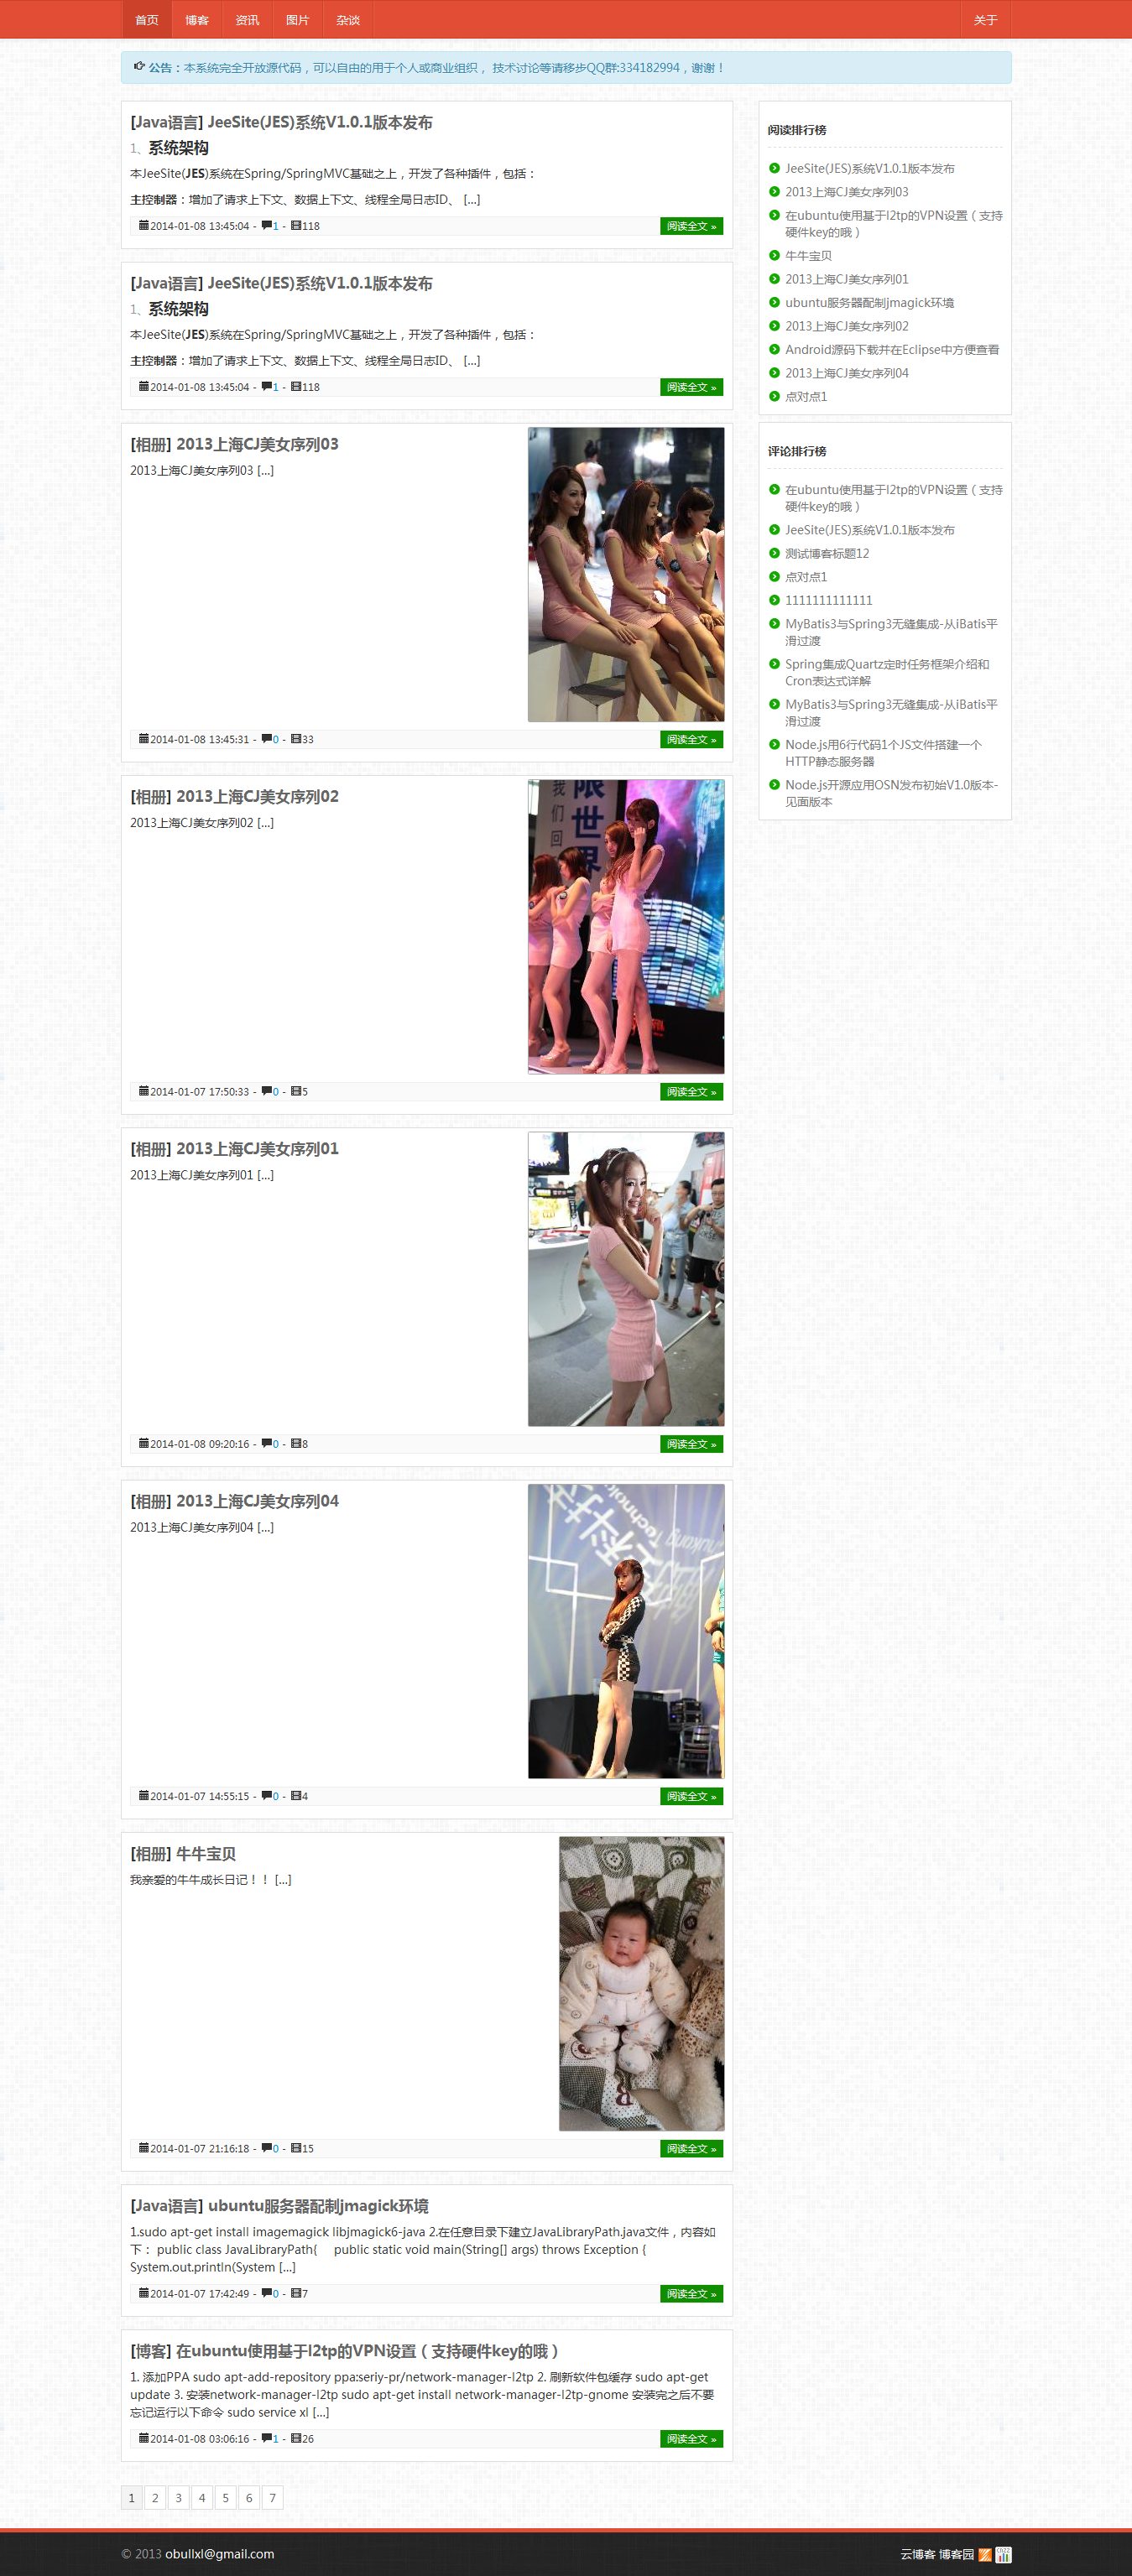 首页 博客 资讯 图片 杂谈 关于
公告：本系统完全开放源代码，可以自由的用于个人或商业组织， 技术讨论等请移步QQ群:334182994，谢谢！
[Java语言] JeeSite(JES)系统V1.0.1版本发布
1、系统架构
本JeeSite(JES)系统在Spring/SpringMVC基础之上，开发了各种插件，包括：
主控制器：增加了请求上下文、数据上下文、线程全局日志ID、 [...]
2014-01-08 13:45:04 - 1 - 118 阅读全文 »
[Java语言] JeeSite(JES)系统V1.0.1版本发布
1、系统架构
本JeeSite(JES)系统在Spring/SpringMVC基础之上，开发了各种插件，包括：
主控制器：增加了请求上下文、数据上下文、线程全局日志ID、 [...]
2014-01-08 13:45:04 - 1 - 118 阅读全文 »
[相册] 2013上海CJ美女序列03
2013上海CJ美女序列03 [...]
2014-01-08 13:45:31 - 0 - 33 阅读全文 »
[相册] 2013上海CJ美女序列02
2013上海CJ美女序列02 [...]
限世界
我们回
2014-01-07 17:50:33 - 0 - 5 阅读全文 »
[相册] 2013上海CJ美女序列01
2013上海CJ美女序列01 [...]
2014-01-08 09:20:16 - 0 - 8 阅读全文 »
[相册] 2013上海CJ美女序列04
2013上海CJ美女序列04 [...]
2014-01-07 14:55:15 - 0 - 4 阅读全文 »
[相册] 牛牛宝贝
我亲爱的牛牛成长日记！！ [...]
2014-01-07 21:16:18 - 0 - 15 阅读全文 »
[Java语言] ubuntu服务器配制jmagick环境
1.sudo apt-get install imagemagick libjmagick6-java 2.在任意目录下建立JavaLibraryPath.java文件，内容如
下： public class JavaLibraryPath{ public static void main(String[] args) throws Exception {
System.out.println(System [...]
2014-01-07 17:42:49 - 0 - 7 阅读全文 »
[博客] 在ubuntu使用基于l2tp的VPN设置（支持硬件key的哦）
1. 添加PPA sudo apt-add-repository ppa:seriy-pr/network-manager-l2tp 2. 刷新软件包缓存 sudo apt-get
update 3. 安装network-manager-l2tp sudo apt-get install network-manager-l2tp-gnome 安装完之后不要
忘记运行以下命令 sudo service xl [...]
2014-01-08 03:06:16 - 1 - 26 阅读全文 »
1 2 3 4 5 6 7
阅读排行榜
JeeSite(JES)系统V1.0.1版本发布
2013上海CJ美女序列03
在ubuntu使用基于l2tp的VPN设置（支持
硬件key的哦）
牛牛宝贝
2013上海CJ美女序列01
ubuntu服务器配制jmagick环境
2013上海CJ美女序列02
Android源码下载并在Eclipse中方便查看
2013上海CJ美女序列04
点对点1
评论排行榜
在ubuntu使用基于l2tp的VPN设置（支持
硬件key的哦）
JeeSite(JES)系统V1.0.1版本发布
测试博客标题12
点对点1
1111111111111
MyBatis3与Spring3无缝集成-从iBatis平
滑过渡
Spring集成Quartz定时任务框架介绍和
Cron表达式详解
MyBatis3与Spring3无缝集成-从iBatis平
滑过渡
Node.js用6行代码1个JS文件搭建一个
HTTP静态服务器
Node.js开源应用OSN发布初始V1.0版本-
见面版本
© 2013 obullxl@gmail.com 云博客 博客园